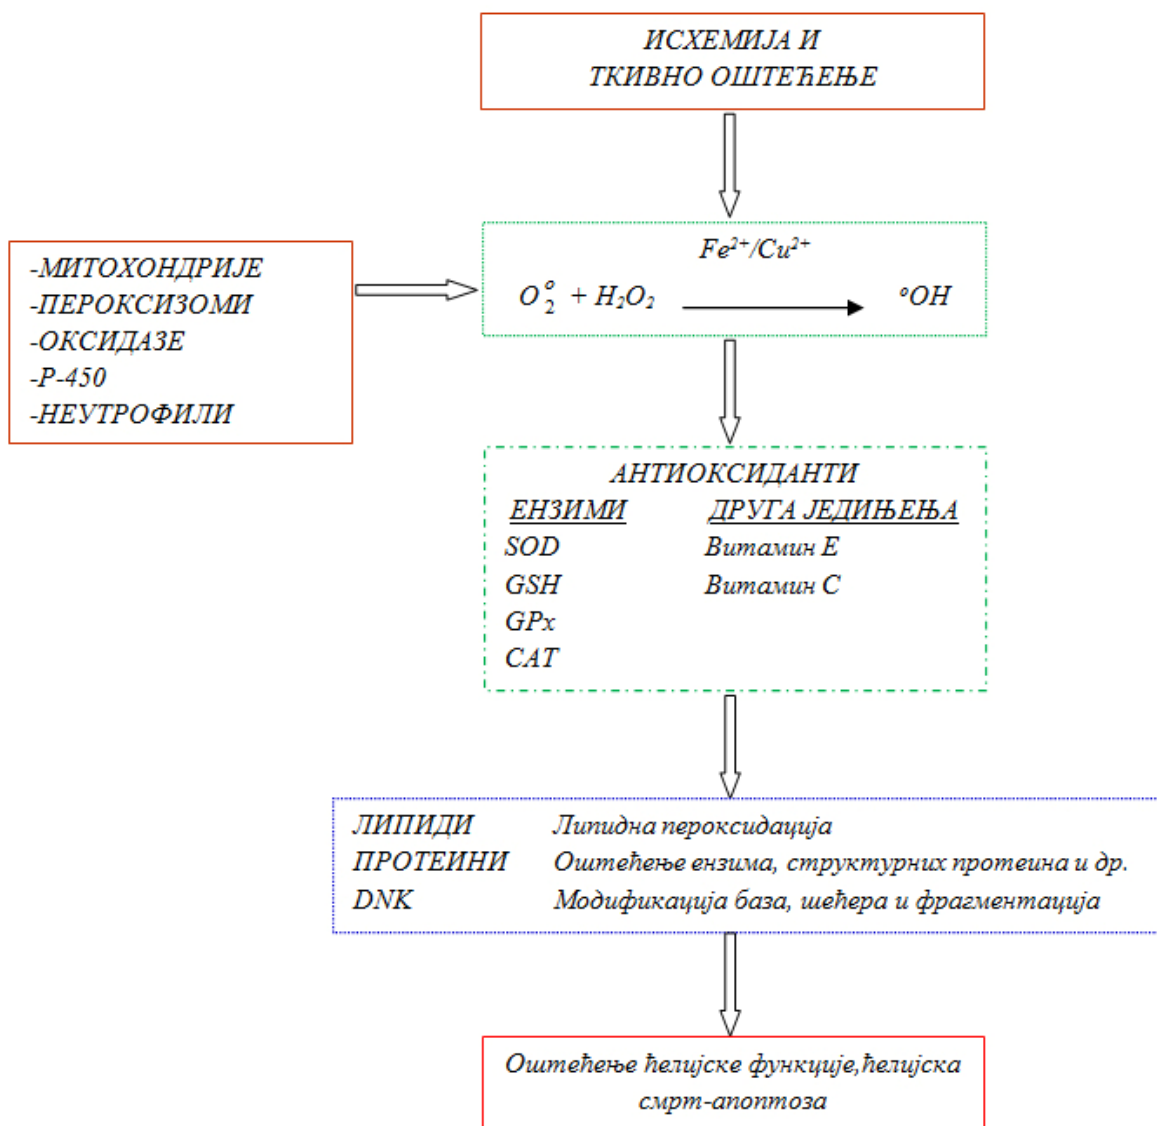 ИСХЕМИЈА И
ТКИВНО ОШТЕЋЕЊЕ
-МИТОХОНДРИЈЕ
-ПЕРОКСИЗОМИ
-ОКСИДАЗЕ
-P-450
-НЕУТРОФИЛИ
Fe²⁺/Cu²⁺
O₂° + H₂O₂ °OH
АНТИОКСИДАНТИ
ЕНЗИМИ ДРУГА ЈЕДИЊЕЊА
SOD Витамин E
GSH Витамин C
GPx
CAT
ЛИПИДИ Липидна пероксидација
ПРОТЕИНИ Оштећење ензима, структурних протеина и др.
DNK Модификација база, шећера и фрагментација
Оштећење ћелијске функције,ћелијска
смрт-апоптоза